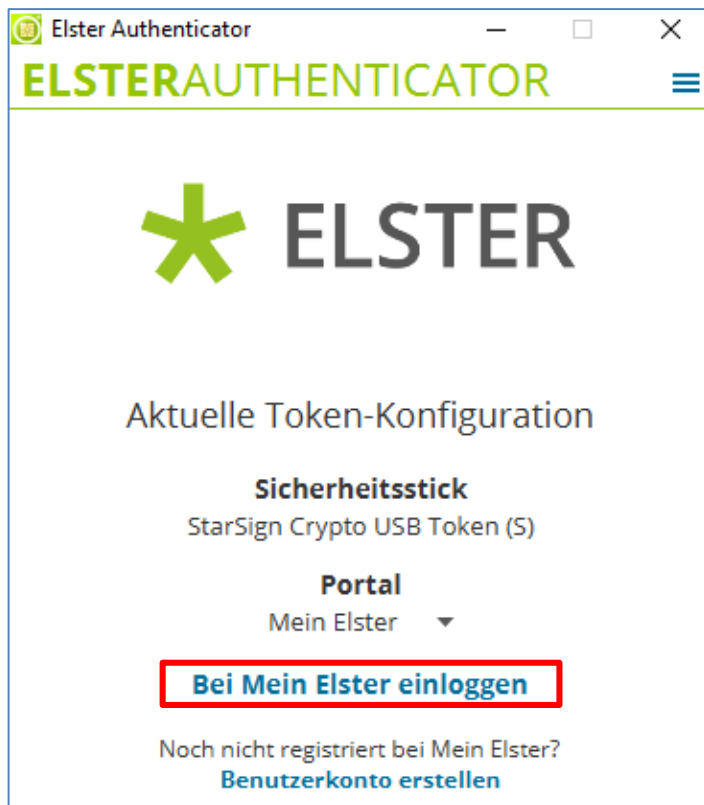 Elster Authenticator
ELSTERAUTHENTICATOR
ELSTER
Aktuelle Token-Konfiguration
Sicherheitsstick
StarSign Crypto USB Token (S)
Portal
Mein Elster
Bei Mein Elster einloggen
Noch nicht registriert bei Mein Elster?
Benutzerkonto erstellen